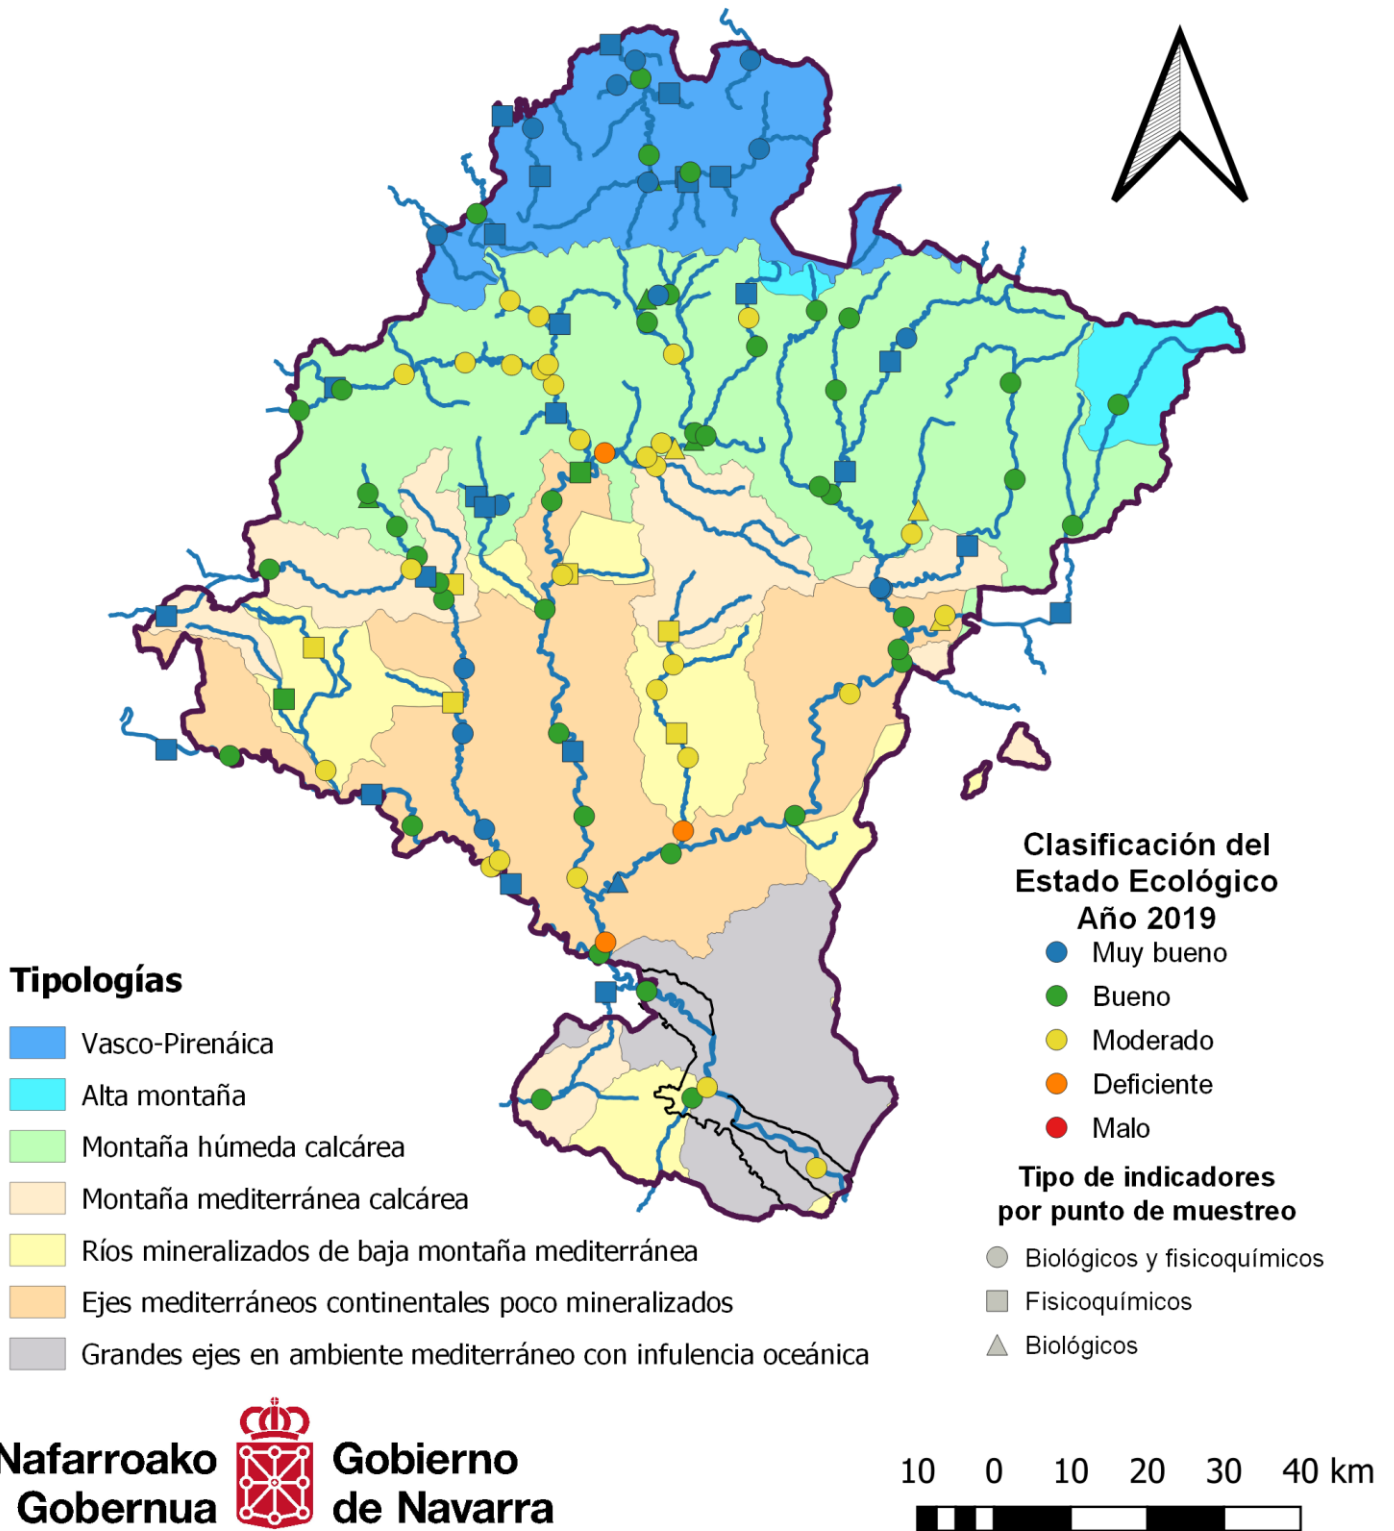 Clasificación del
Estado Ecológico
Año 2019
Muy bueno
Bueno
Moderado
Deficiente
Malo
Tipo de indicadores
por punto de muestreo
Biológicos y fisicoquímicos
Fisicoquímicos
Biológicos
Tipologías
Vasco-Pirenáica
Alta montaña
Montaña húmeda calcárea
Montaña mediterránea calcárea
Ríos mineralizados de baja montaña mediterránea
Ejes mediterráneos continentales poco mineralizados
Grandes ejes en ambiente mediterráneo con infulencia oceánica
Nafarroako
Gobernua
Gobierno
de Navarra
10 0 10 20 30 40 km